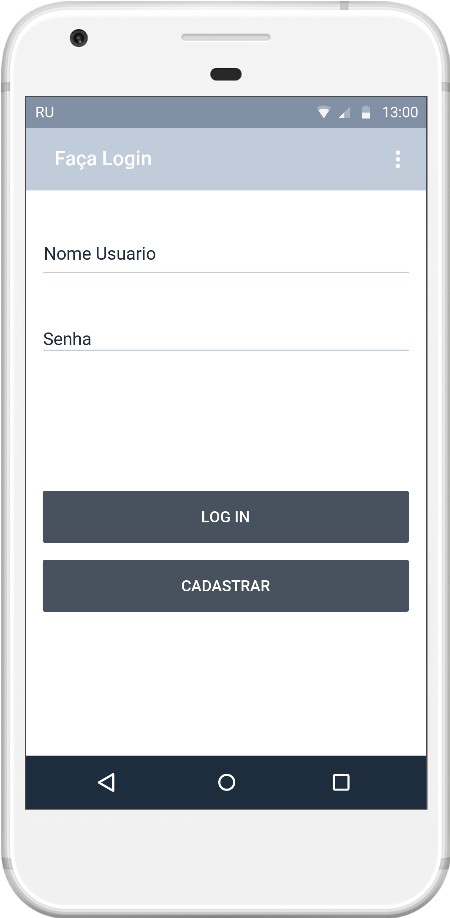 RU 13:00
Faça Login
Nome Usuario
Senha
LOG IN
CADASTRAR